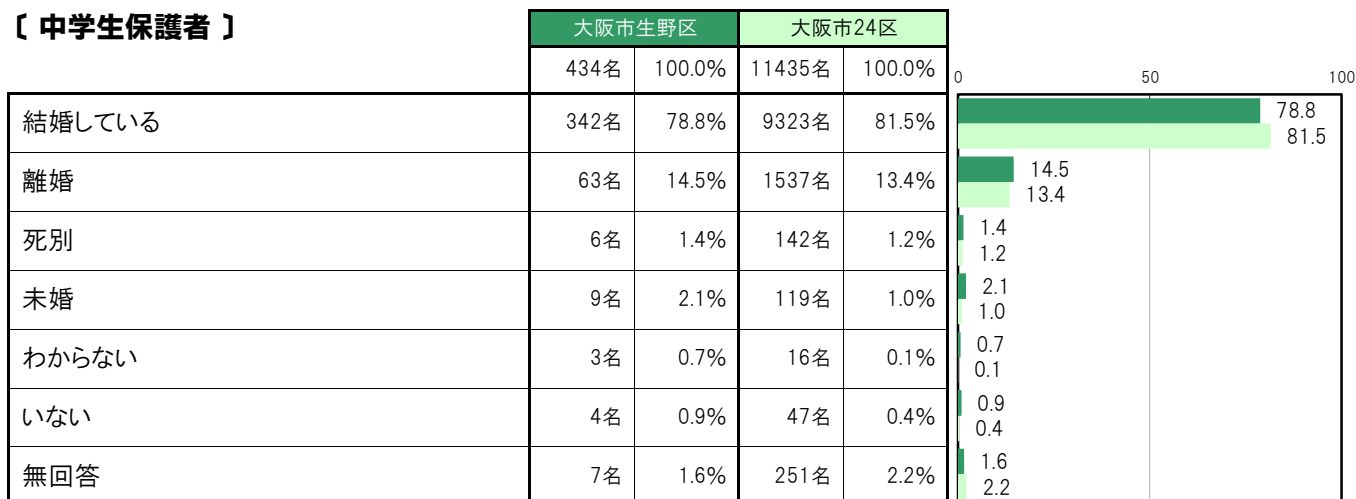 〔 中学生保護者 〕
大阪市生野区 大阪市24区
434名 100.0% 11435名 100.0%
0 50 100
結婚している 342名 78.8% 9323名 81.5%
78.8
81.5
離婚 63名 14.5% 1537名 13.4%
14.5
13.4
死別 6名 1.4% 142名 1.2%
1.4
1.2
未婚 9名 2.1% 119名 1.0%
2.1
1.0
わからない 3名 0.7% 16名 0.1%
0.7
0.1
いない 4名 0.9% 47名 0.4%
0.9
0.4
無回答 7名 1.6% 251名 2.2%
1.6
2.2